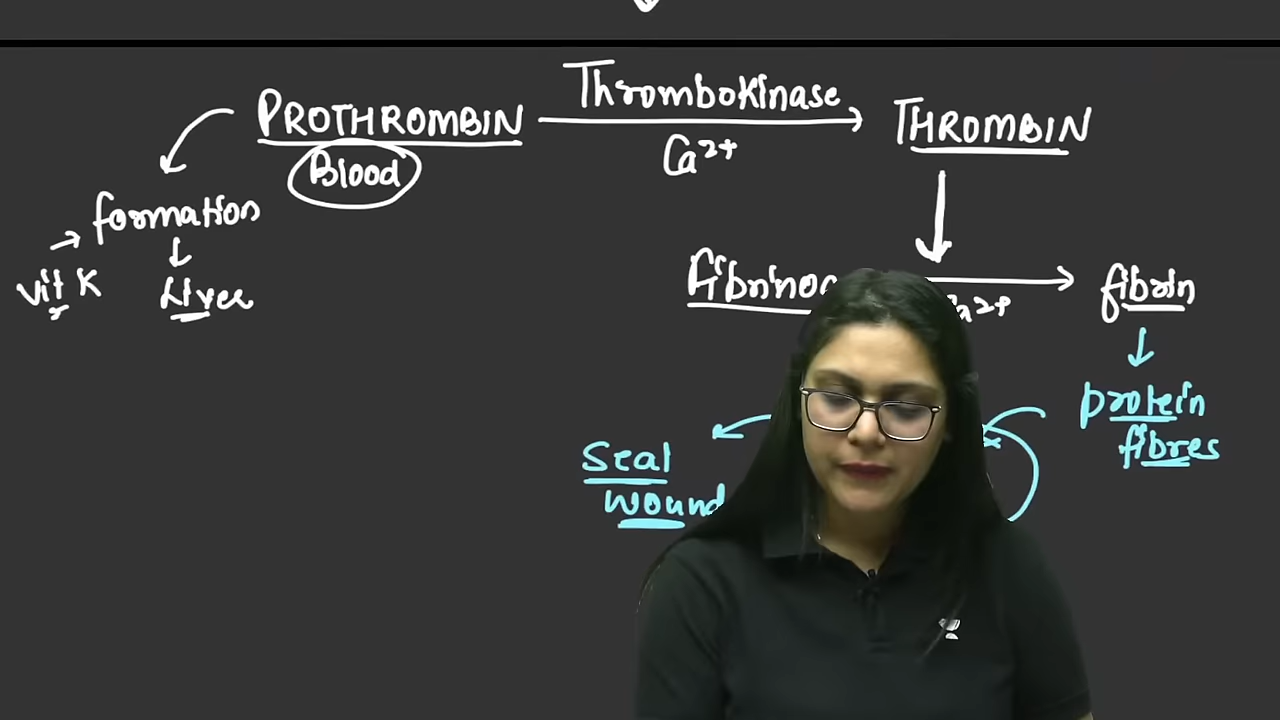 Thrombokinase
PROTHROMBIN
THROMBIN
Blood
Ca²⁺
formation
vit K
Liver
fibrin
protein
fibres
Seal
wound